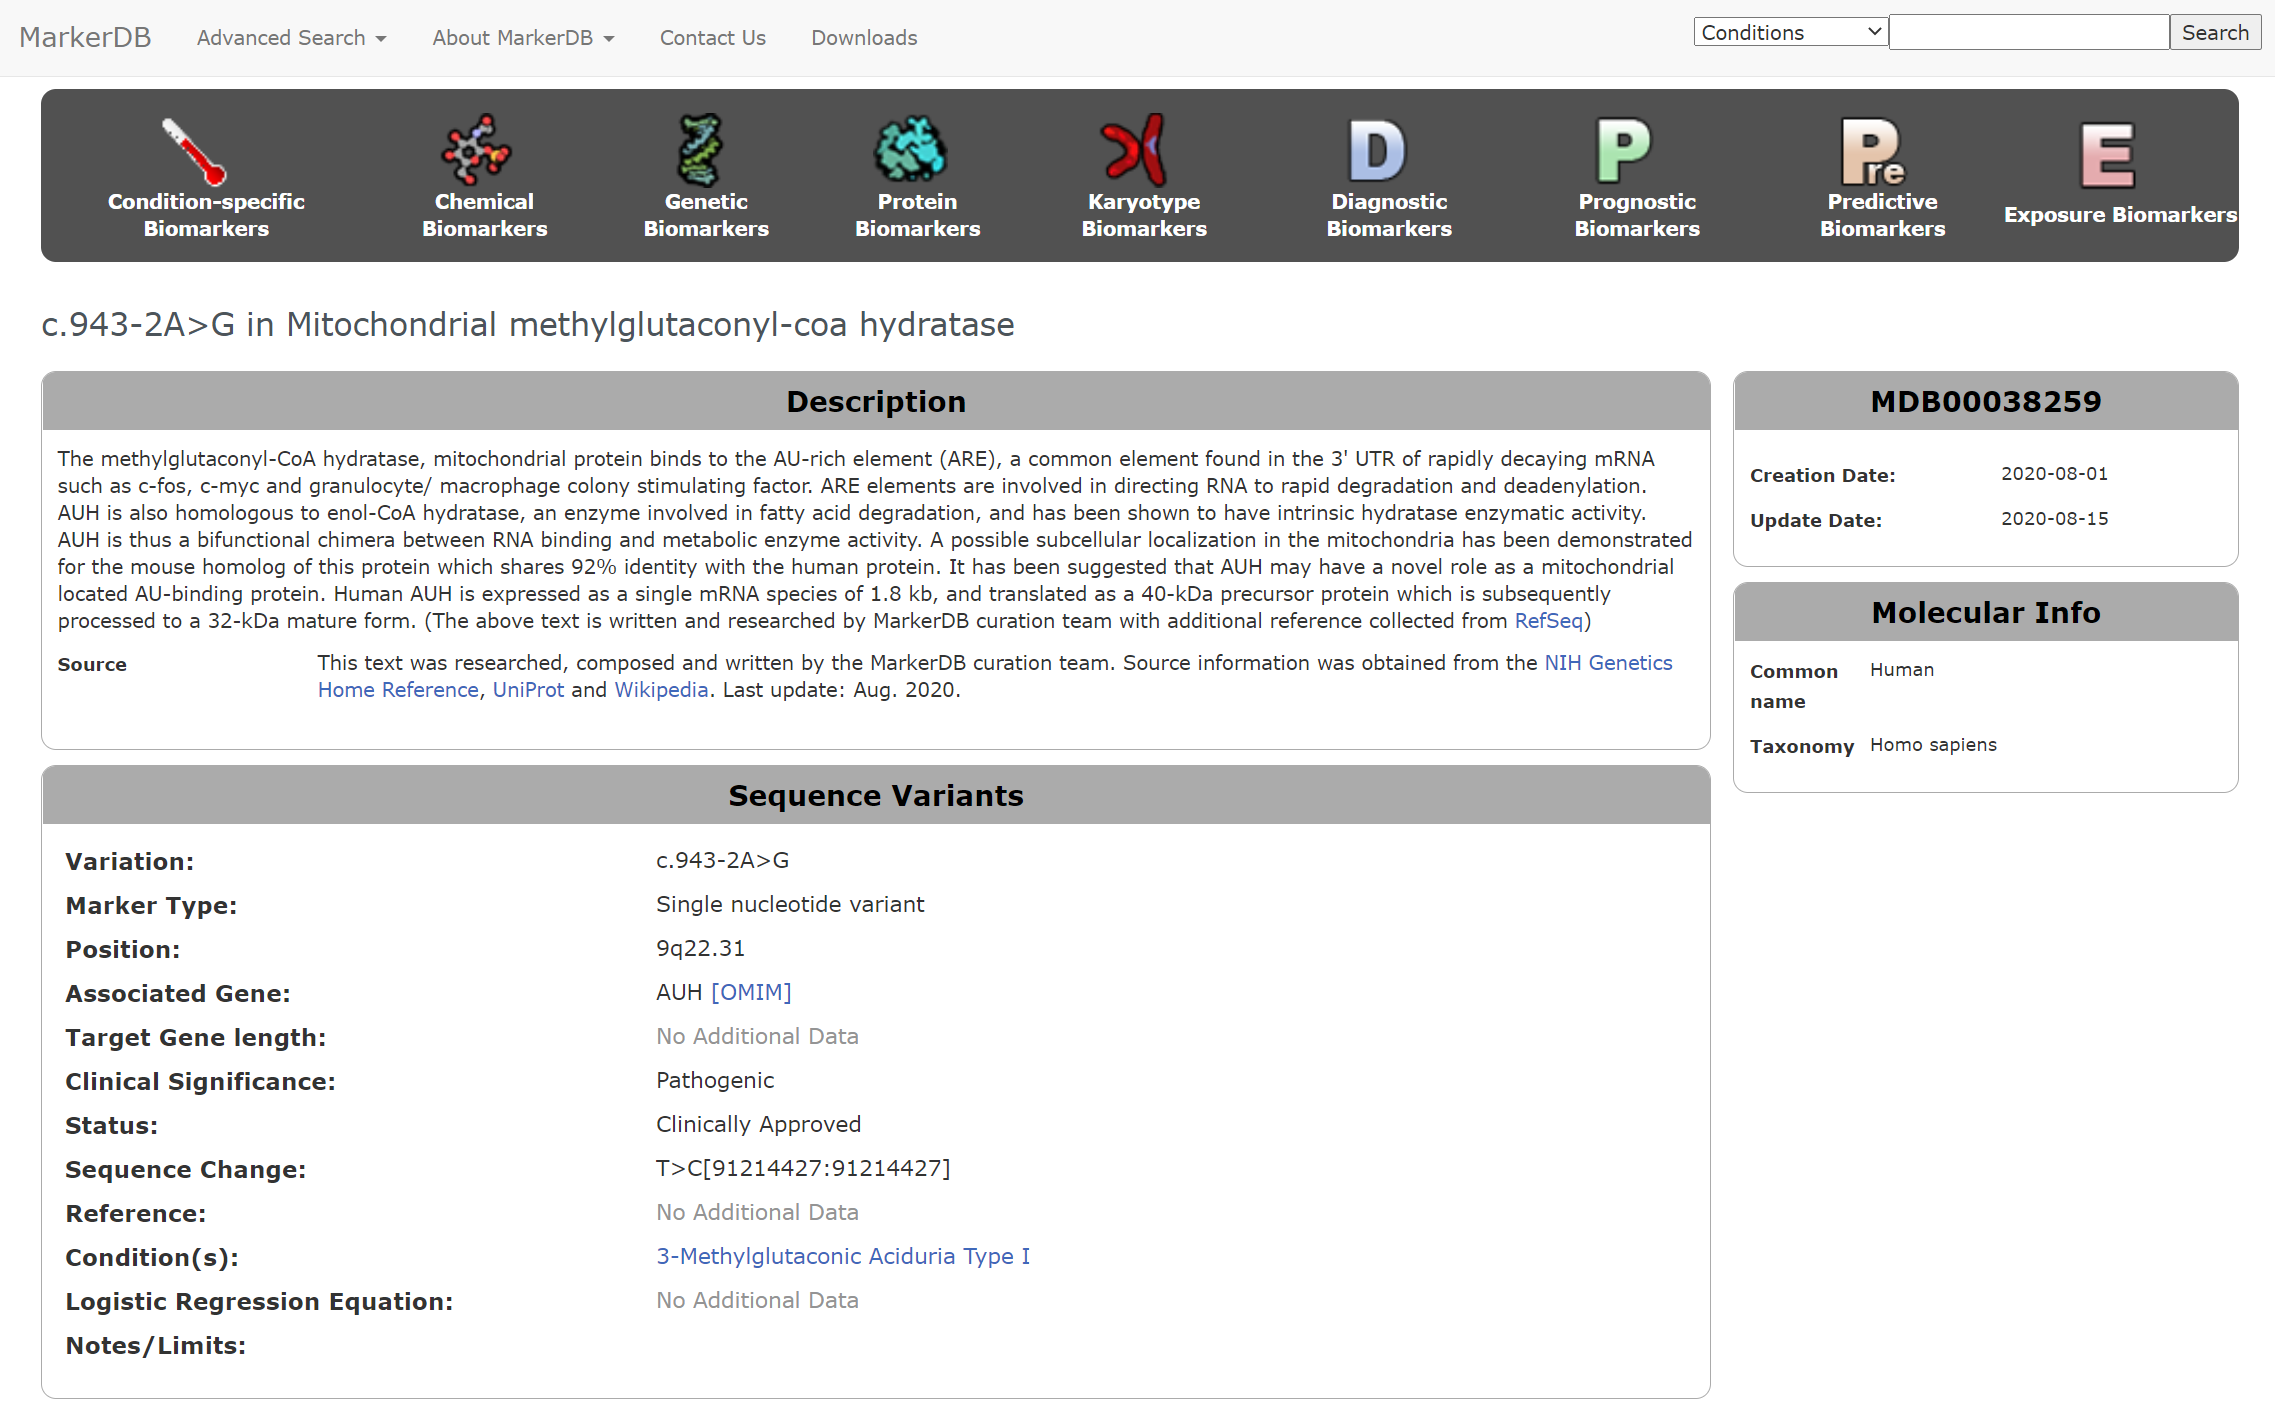 MarkerDB Advanced Search About MarkerDB Contact Us Downloads Conditions Search
Condition-specific Biomarkers
Chemical Biomarkers
Genetic Biomarkers
Protein Biomarkers
Karyotype Biomarkers
D
Diagnostic Biomarkers
P
Prognostic Biomarkers
Pre
Predictive Biomarkers
E
Exposure Biomarkers
c.943-2A>G in Mitochondrial methylglutaconyl-coa hydratase
Description
The methylglutaconyl-CoA hydratase, mitochondrial protein binds to the AU-rich element (ARE), a common element found in the 3' UTR of rapidly decaying mRNA
such as c-fos, c-myc and granulocyte/ macrophage colony stimulating factor. ARE elements are involved in directing RNA to rapid degradation and deadenylation.
AUH is also homologous to enol-CoA hydratase, an enzyme involved in fatty acid degradation, and has been shown to have intrinsic hydratase enzymatic activity.
AUH is thus a bifunctional chimera between RNA binding and metabolic enzyme activity. A possible subcellular localization in the mitochondria has been demonstrated
for the mouse homolog of this protein which shares 92% identity with the human protein. It has been suggested that AUH may have a novel role as a mitochondrial
located AU-binding protein. Human AUH is expressed as a single mRNA species of 1.8 kb, and translated as a 40-kDa precursor protein which is subsequently
processed to a 32-kDa mature form. (The above text is written and researched by MarkerDB curation team with additional reference collected from RefSeq)
Source This text was researched, composed and written by the MarkerDB curation team. Source information was obtained from the NIH Genetics
Home Reference, UniProt and Wikipedia. Last update: Aug. 2020.
Sequence Variants
Variation: c.943-2A>G
Marker Type: Single nucleotide variant
Position: 9q22.31
Associated Gene: AUH [OMIM]
Target Gene length: No Additional Data
Clinical Significance: Pathogenic
Status: Clinically Approved
Sequence Change: T>C[91214427:91214427]
Reference: No Additional Data
Condition(s): 3-Methylglutaconic Aciduria Type I
Logistic Regression Equation: No Additional Data
Notes/Limits:
MDB00038259
Creation Date: 2020-08-01
Update Date: 2020-08-15
Molecular Info
Common name Human
Taxonomy Homo sapiens